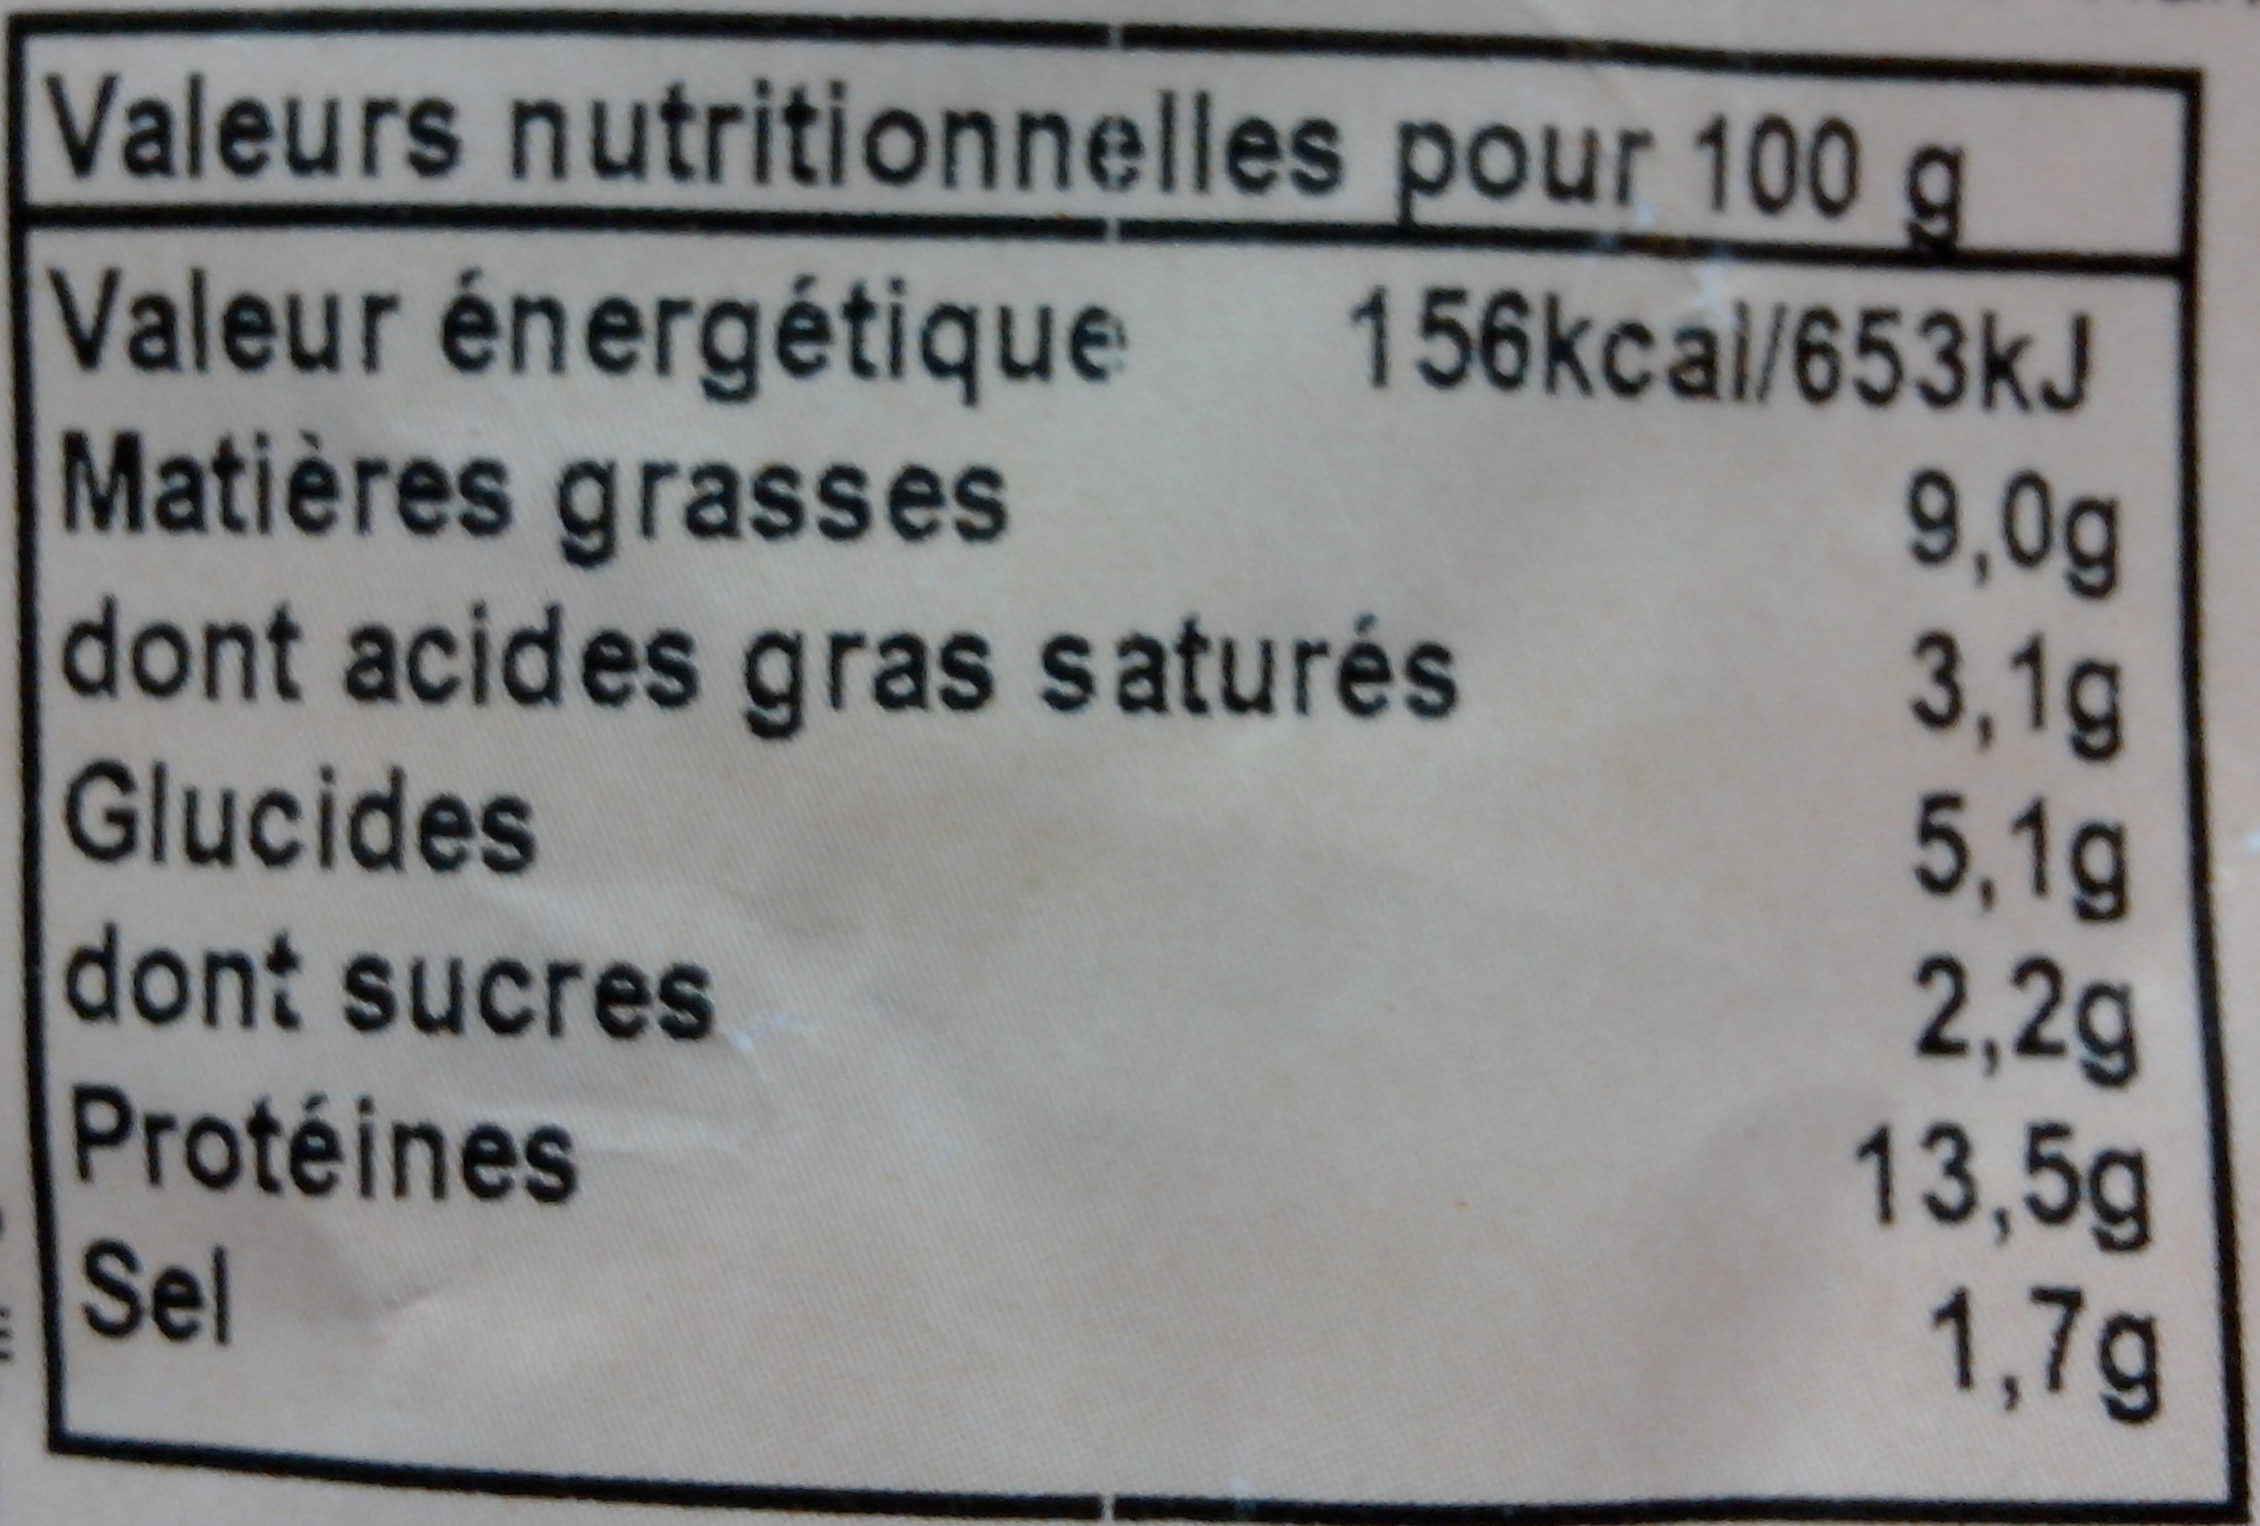 Valeurs nutritionnelles pour 100 g
Valeur énergétique 156kcal/653kJ
Matières grasses 9,0g
dont acides gras saturés 3,1g
Glucides 5,1g
dont sucres 2,2g
Protéines 13,5g
Sel 1,7g